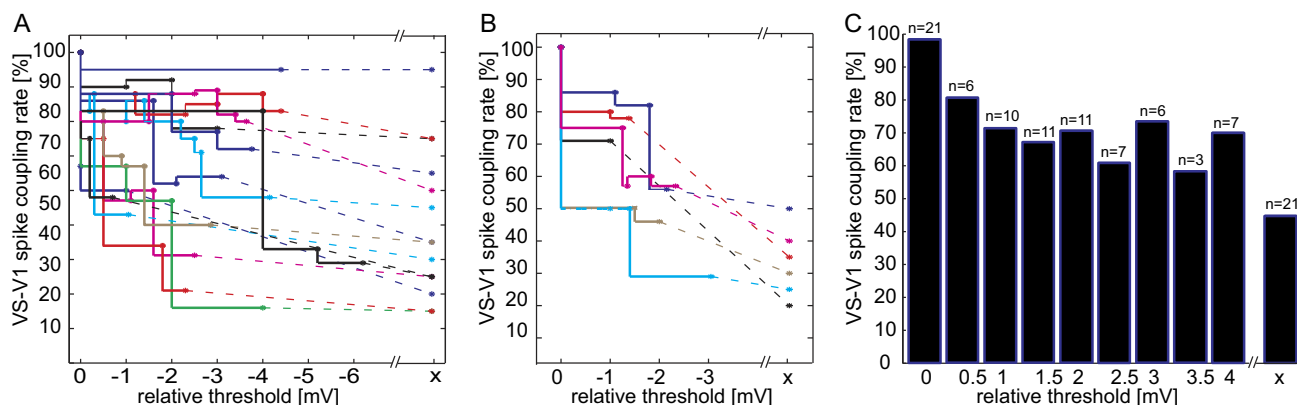 A
VS-V1 spike coupling rate [%]
100
90
80
70
60
50
40
30
20
10
0 -1 -2 -3 -4 -5 -6 x
relative threshold [mV]
B
VS-V1 spike coupling rate [%]
100
90
80
70
60
50
40
30
20
10
0 -1 -2 -3 x
relative threshold [mV]
C
VS-V1 spike coupling rate [%]
100
90
80
70
60
50
40
30
20
10
0
n=21
n=6
n=10
n=11
n=11
n=7
n=6
n=3
n=7
n=21
0 0.5 1 1.5 2 2.5 3 3.5 4 x
relative threshold [mV]